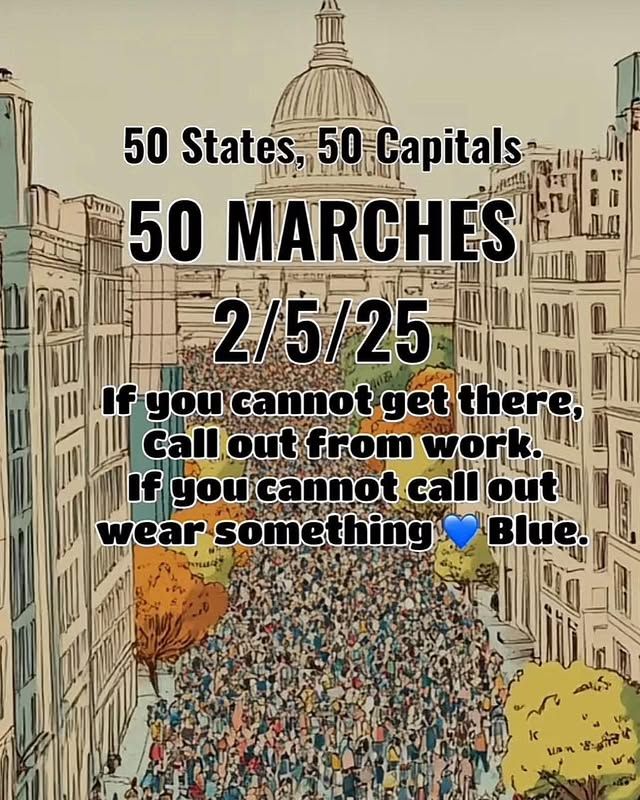 50 States, 50 Capitals
50 MARCHES
2/5/25
If you cannot get there,
Call out from work.
If you cannot call out
wear something 💙 Blue.